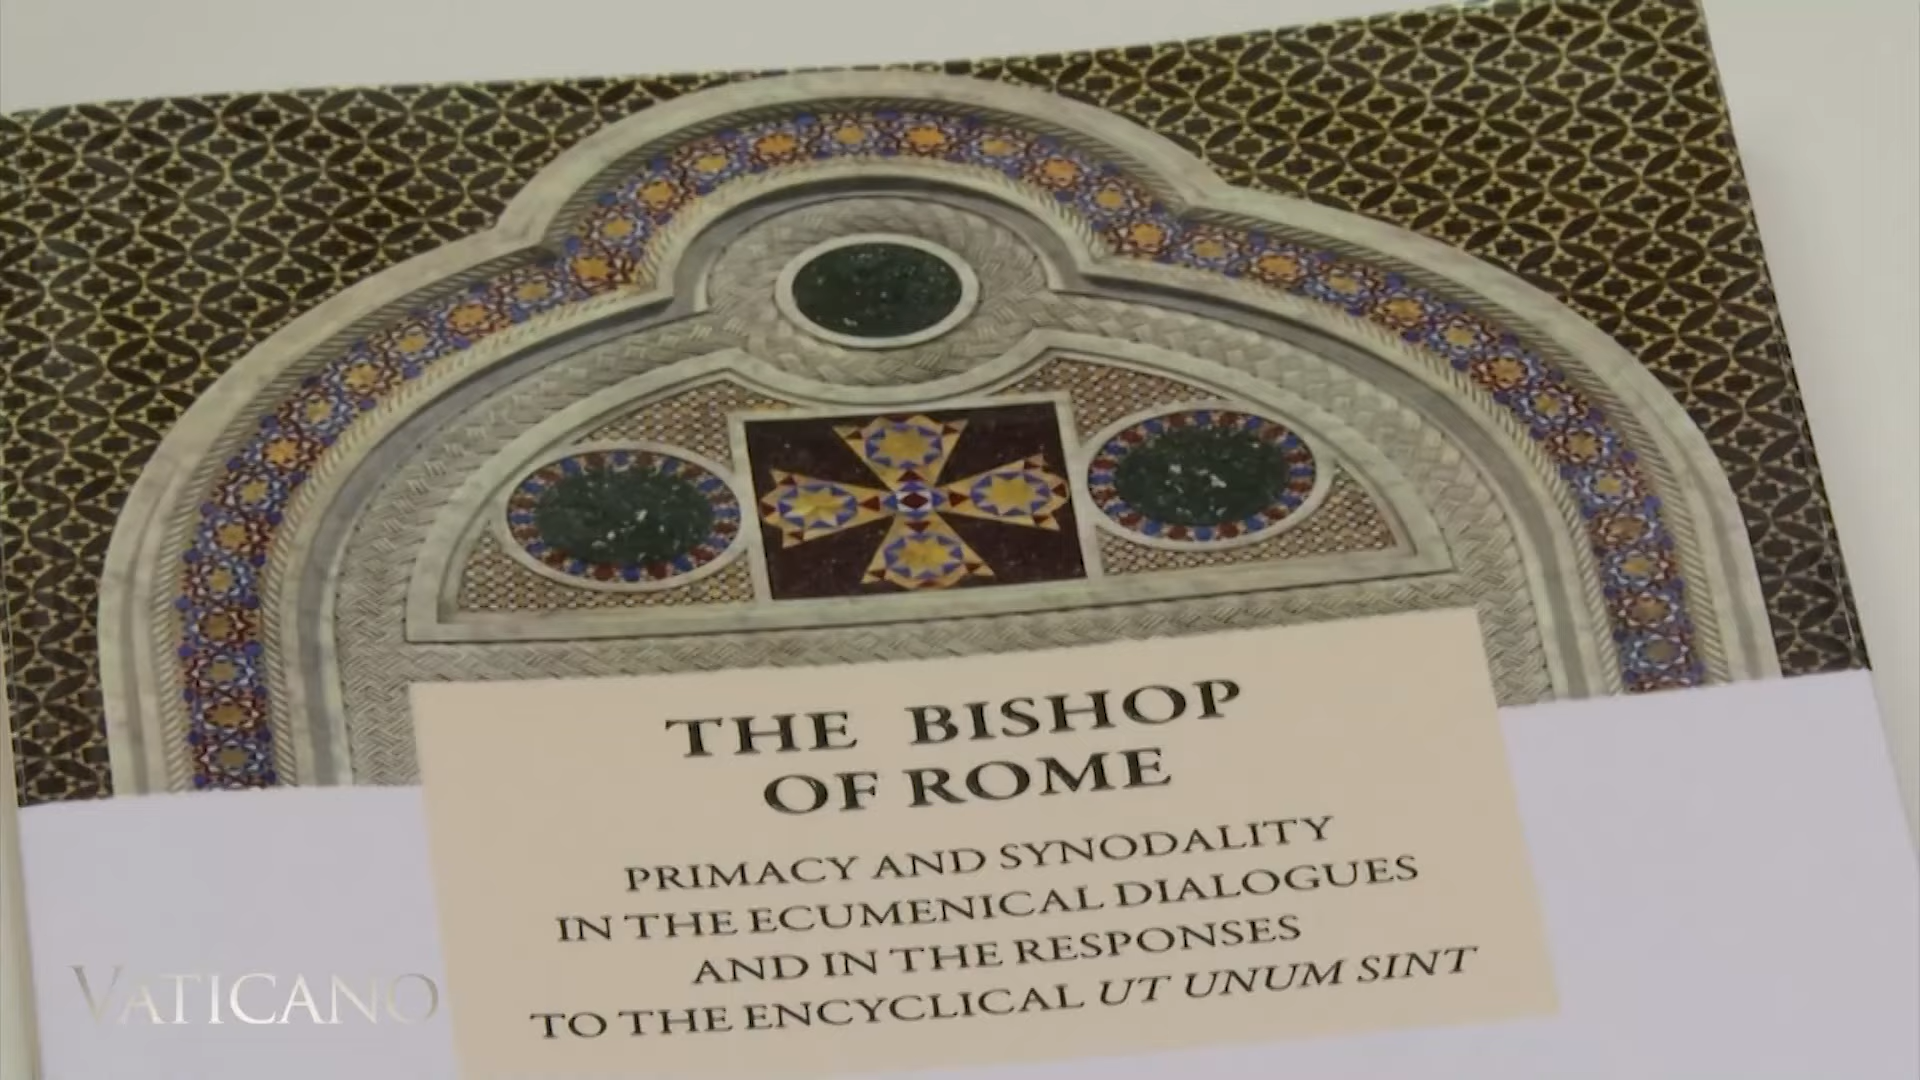 THE BISHOP
OF ROME
PRIMACY AND SYNODALITY
IN THE ECUMENICAL DIALOGUES
AND IN THE RESPONSES
TO THE ENCYCLICAL UT UNUM SINT
VATICANO